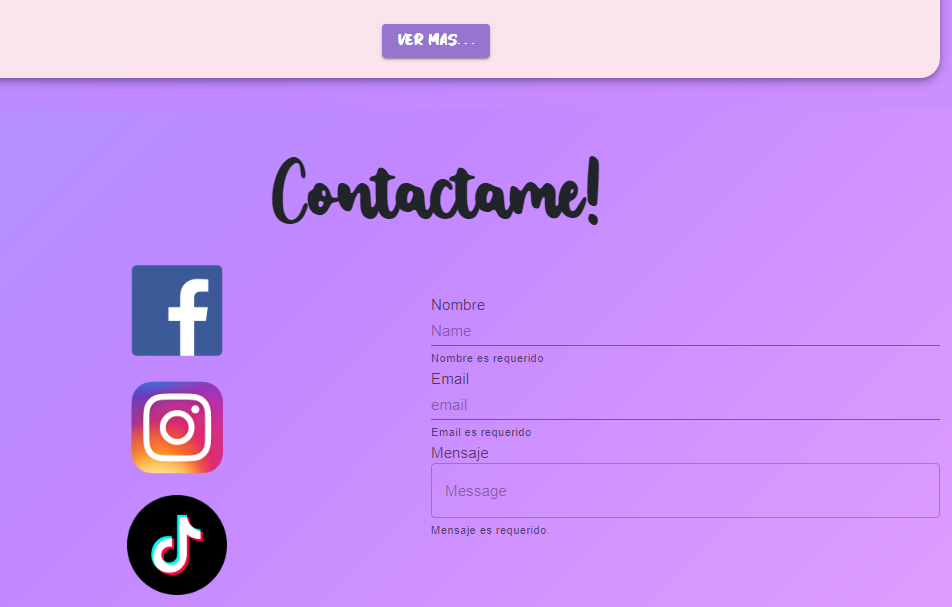 VER MAS...
Contactame!
Nombre
Name
Nombre es requerido
Email
email
Email es requerido
Mensaje
Message
Mensaje es requerido.